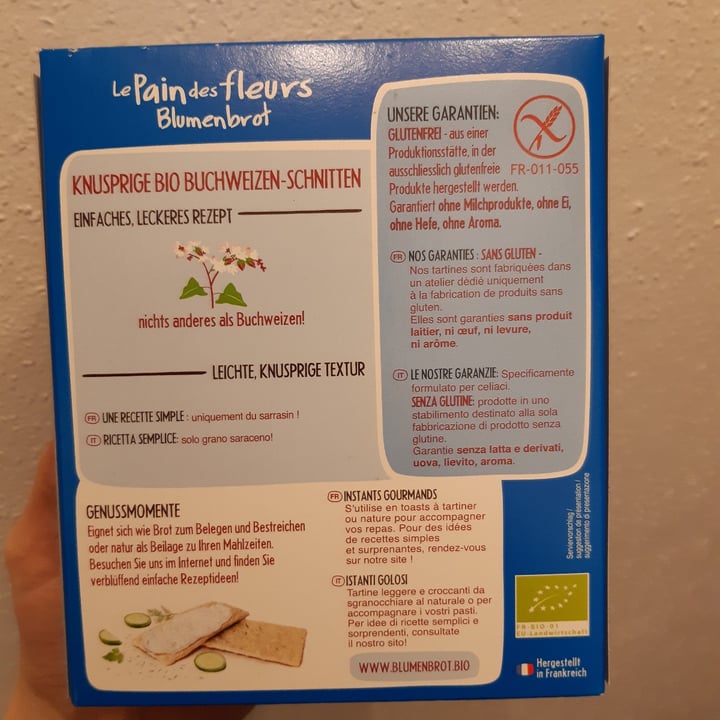 Le Pain des fleurs
Blumenbrot
KNUSPRIGE BIO BUCHWEIZEN-SCHNITTEN
EINFACHES, LECKERES REZEPT
nichts anderes als Buchweizen!
LEICHTE, KNUSPRIGE TEXTUR
FR UNE RECETTE SIMPLE : uniquement du sarrasin !
IT RICETTA SEMPLICE: solo grano saraceno!
UNSERE GARANTIEN:
GLUTENFREI - aus einer
Produktionsstätte, in der
ausschliesslich glutenfreie
Produkte hergestellt werden.
Garantiert ohne Milchprodukte, ohne Ei,
ohne Hefe, ohne Aroma.
FR-011-055
FR NOS GARANTIES : SANS GLUTEN -
Nos tartines sont fabriquées dans
un atelier dédié uniquement
à la fabrication de produits sans
gluten.
Elles sont garanties sans produit
laitier, ni œuf, ni levure,
ni arôme.
IT LE NOSTRE GARANZIE: Specificamente
formulato per celiaci.
SENZA GLUTINE: prodotte in uno
stabilimento destinato alla sola
fabbricazione di prodotto senza
glutine.
Garantie senza latta e derivati,
uova, lievito, aroma.
GENUSSMOMENTE
Eignet sich wie Brot zum Belegen und Bestreichen
oder natur als Beilage zu Ihren Mahlzeiten.
Besuchen Sie uns im Internet und finden Sie
verblüffend einfache Rezeptideen!
FR INSTANTS GOURMANDS
S'utilise en toasts à tartiner
ou nature pour accompagner
vos repas. Pour des idées
de recettes simples
et surprenantes, rendez-vous
sur notre site !
IT ISTANTI GOLOSI
Tartine leggere e croccanti da
sgranocchiare al naturale o per
accompagnare i vostri pasti.
Per idee di ricette semplici e
sorprendenti, consultate
il nostro sito!
WWW.BLUMENBROT.BIO
Serviervorschlag /
suggestion de présentation /
suggerimento di presentazione
FR-BIO-01
EU-Landwirtschaft
Hergestellt
in Frankreich